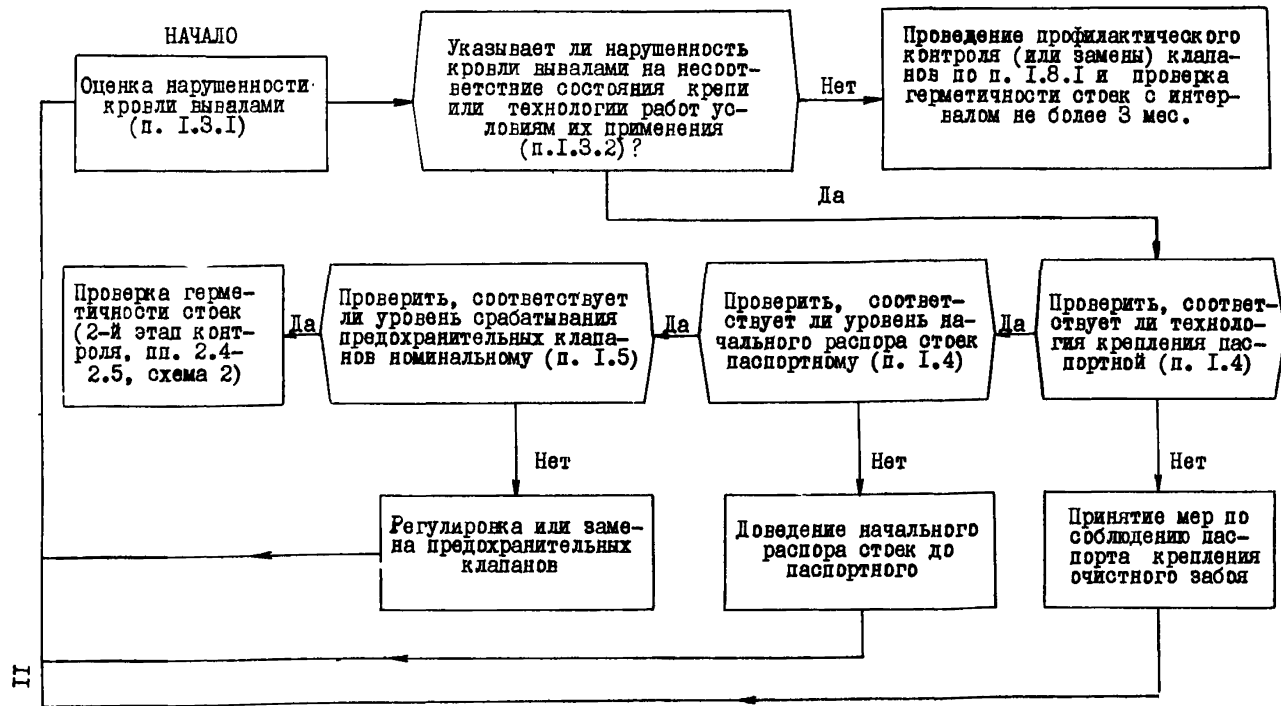 НАЧАЛО
Оценка нарушенности
кровли вывалами
(п. I.3.I)
Указывает ли нарушенность
кровли вывалами на несоот-
ветствие состояния крепи
или технологии работ ус-
ловиям их применения
(п.I.3.2)?
Нет
Проведение профилактического
контроля (или замены) клапа-
нов по п. I.8.I и проверка
герметичности стоек с интер-
валом не более 3 мес.
Да
Проверка герме-
тичности стоек
(2-й этап конт-
роля, пп. 2.4-
2.5, схема 2)
Да
Проверить, соответствует
ли уровень срабатывания
предохранительных клапа-
нов номинальному (п. I.5)
Да
Проверить, соответ-
ствует ли уровень на-
чального распора стоек
паспортному (п. I.4)
Да
Проверить, соответ-
ствует ли техноло-
гия крепления пас-
портной (п. I.4)
Нет
Нет
Нет
Регулировка или заме-
на предохранительных
клапанов
Доведение начального
распора стоек до
паспортного
Принятие мер по
соблюдению пас-
порта крепления
очистного забоя
II